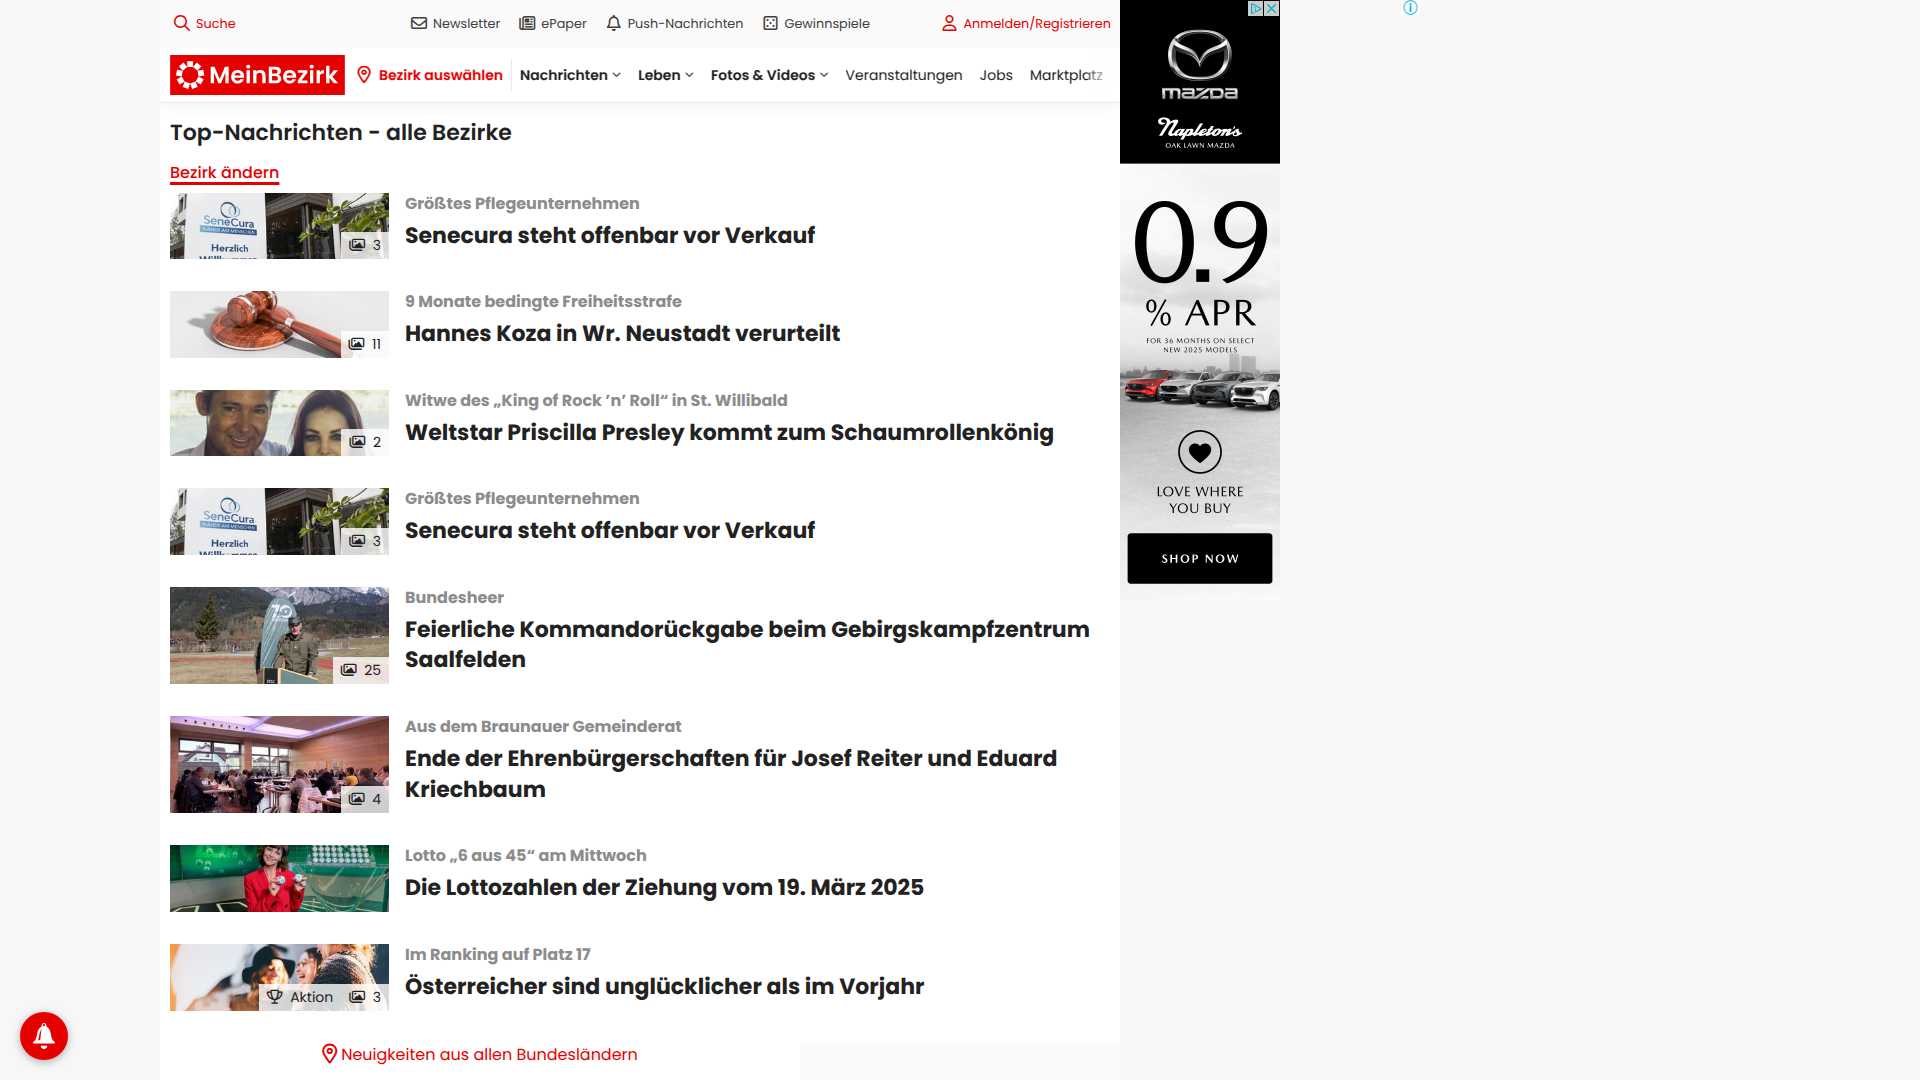 Suche
Newsletter
ePaper
Push-Nachrichten
Gewinnspiele
Anmelden/Registrieren
MeinBezirk
Bezirk auswählen
Nachrichten
Leben
Fotos & Videos
Veranstaltungen
Jobs
Marktplatz
Top-Nachrichten - alle Bezirke
Bezirk ändern
SeneCura
Herzlich
3
Größtes Pflegeunternehmen
Senecura steht offenbar vor Verkauf
11
9 Monate bedingte Freiheitsstrafe
Hannes Koza in Wr. Neustadt verurteilt
2
Witwe des „King of Rock ’n’ Roll“ in St. Willibald
Weltstar Priscilla Presley kommt zum Schaumrollenkönig
SeneCura
Herzlich
3
Größtes Pflegeunternehmen
Senecura steht offenbar vor Verkauf
25
Bundesheer
Feierliche Kommandorückgabe beim Gebirgskampfzentrum
Saalfelden
4
Aus dem Braunauer Gemeinderat
Ende der Ehrenbürgerschaften für Josef Reiter und Eduard
Kriechbaum
Lotto „6 aus 45“ am Mittwoch
Die Lottozahlen der Ziehung vom 19. März 2025
Aktion
3
Im Ranking auf Platz 17
Österreicher sind unglücklicher als im Vorjahr
Neuigkeiten aus allen Bundesländern
mazda
Napleton's
OAK LAWN MAZDA
0.9
% APR
FOR 36 MONTHS ON SELECT
NEW 2025 MODELS
LOVE WHERE
YOU BUY
SHOP NOW